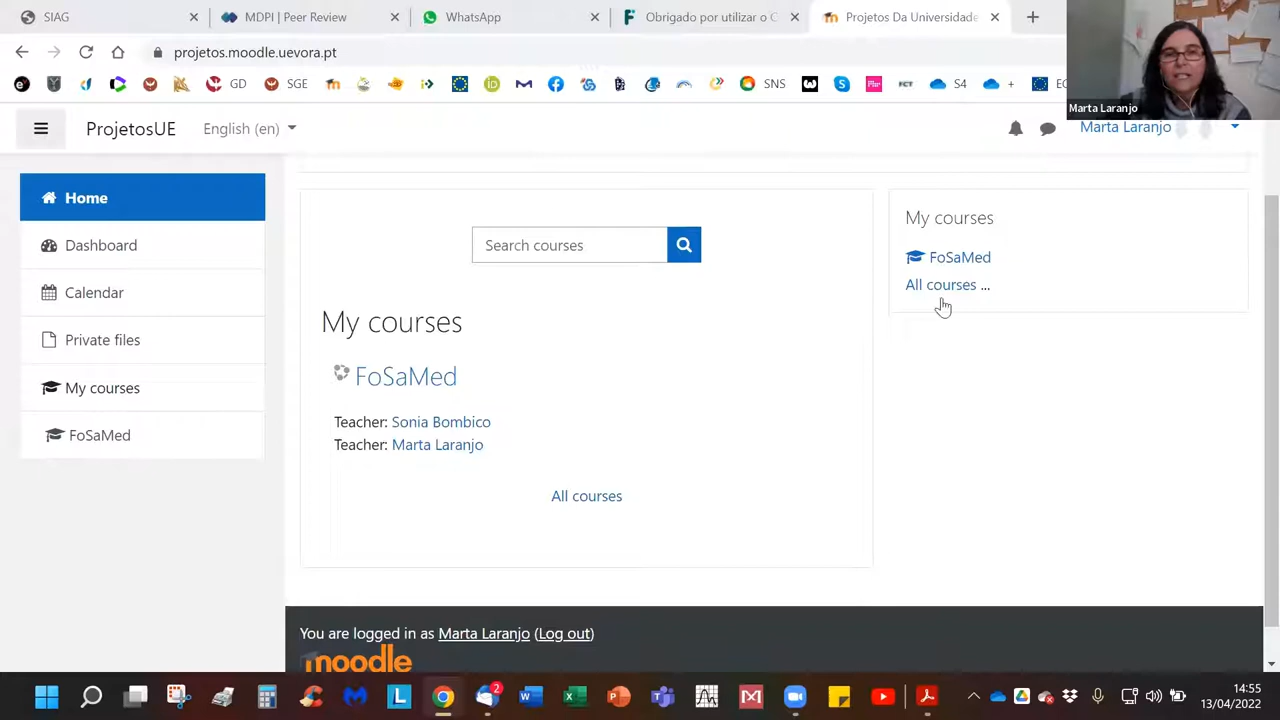 SIAG
MDPI | Peer Review
WhatsApp
Obrigado por utilizar o C
Projetos Da Universidade
projetos.moodle.uevora.pt
GD
SGE
SNS
FCT
S4
+
Marta Laranjo
ProjetosUE
English (en)
Marta Laranjo
Home
Dashboard
Calendar
Private files
My courses
FoSaMed
Search courses
My courses
FoSaMed
Teacher: Sonia Bombico
Teacher: Marta Laranjo
All courses
My courses
FoSaMed
All courses ...
You are logged in as Marta Laranjo (Log out)
moodle
2
14:55
13/04/2022